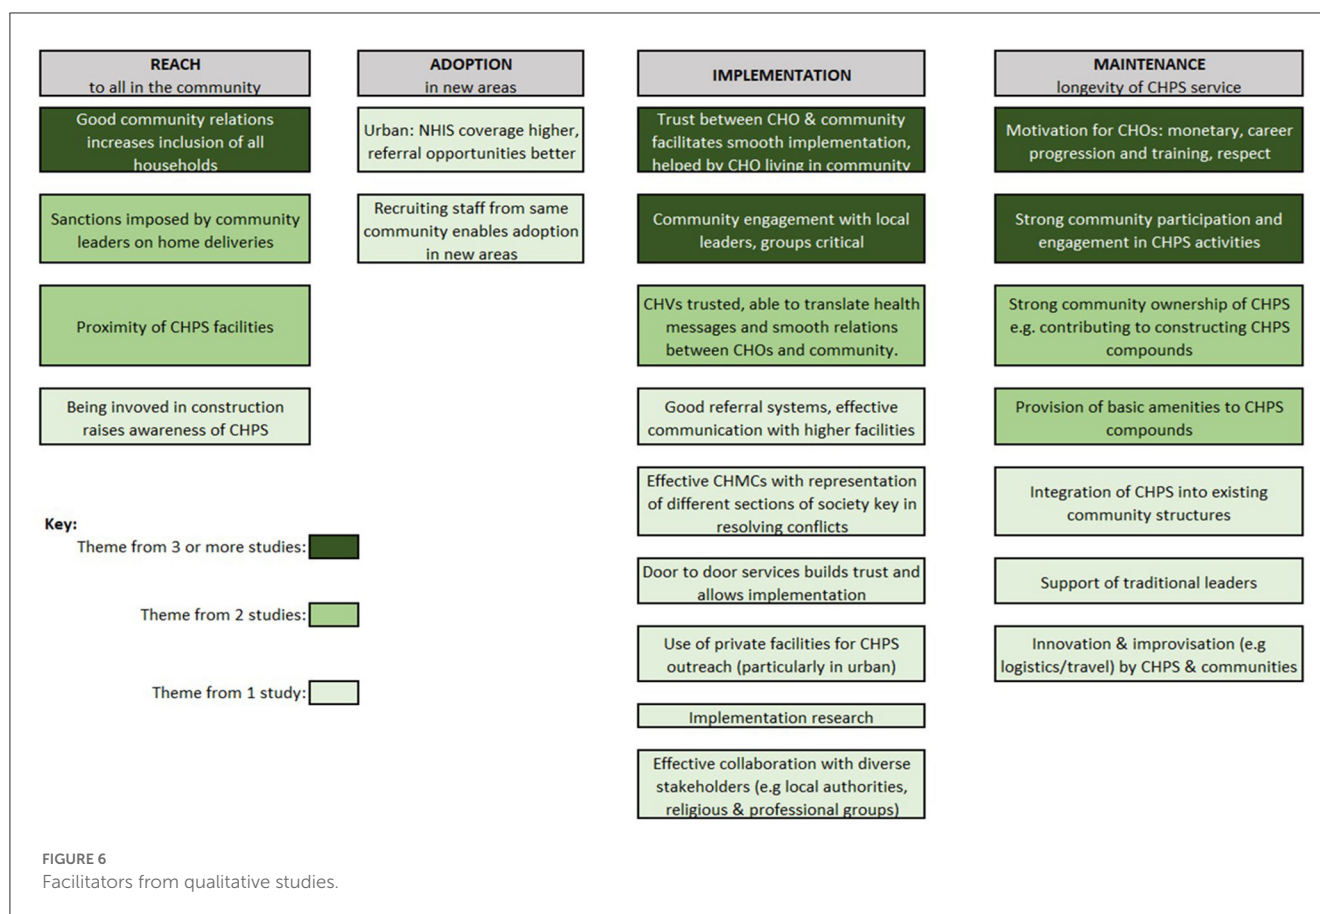 REACH
to all in the community
Good community relations
increases inclusion of all
households
Sanctions imposed by community
leaders on home deliveries
Proximity of CHPS facilities
Being invoved in construction
raises awareness of CHPS
ADOPTION
in new areas
Urban: NHIS coverage higher,
referral opportunities better
Recruiting staff from same
community enables adoption
in new areas
IMPLEMENTATION
Trust between CHO & community
facilitates smooth implementation,
helped by CHO living in community
Community engagement with local
leaders, groups critical
CHVs trusted, able to translate health
messages and smooth relations
between CHOs and community.
Good referral systems, effective
communication with higher facilities
Effective CHMCs with representation
of different sections of society key in
resolving conflicts
Door to door services builds trust and
allows implementation
Use of private facilities for CHPS
outreach (particularly in urban)
Implementation research
Effective collaboration with diverse
stakeholders (e.g local authorities,
religious & professional groups)
MAINTENANCE
longevity of CHPS service
Motivation for CHOs: monetary, career
progression and training, respect
Strong community participation and
engagement in CHPS activities
Strong community ownership of CHPS
e.g. contributing to constructing CHPS
compounds
Provision of basic amenities to CHPS
compounds
Integration of CHPS into existing
community structures
Support of traditional leaders
Innovation & improvisation (e.g
logistics/travel) by CHPS & communities
Key:
Theme from 3 or more studies:
Theme from 2 studies:
Theme from 1 study:
FIGURE 6
Facilitators from qualitative studies.